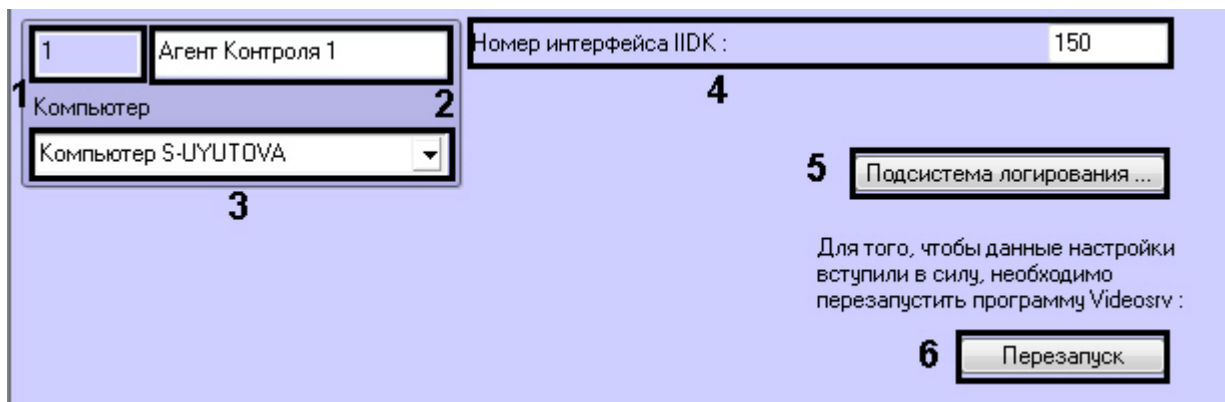 1
Агент Контроля 1
Номер интерфейса IIDK :
150
1
2
4
Компьютер
Компьютер S-UYUTOVA
3
5
Подсистема логирования ...
Для того, чтобы данные настройки
вступили в силу, необходимо
перезапустить программу Videosrv :
6
Перезапуск